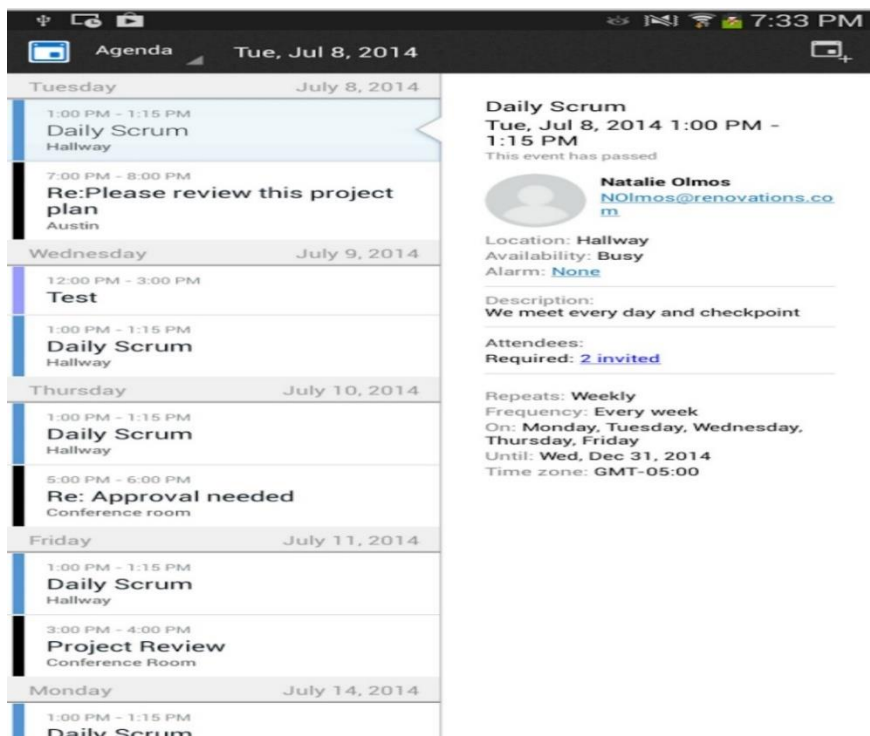 7:33 PM
Agenda
Tue, Jul 8, 2014
Tuesday July 8, 2014
1:00 PM - 1:15 PM
Daily Scrum
Hallway
7:00 PM - 8:00 PM
Re:Please review this project
plan
Austin
Wednesday July 9, 2014
12:00 PM - 3:00 PM
Test
1:00 PM - 1:15 PM
Daily Scrum
Hallway
Thursday July 10, 2014
1:00 PM - 1:15 PM
Daily Scrum
Hallway
5:00 PM - 6:00 PM
Re: Approval needed
Conference room
Friday July 11, 2014
1:00 PM - 1:15 PM
Daily Scrum
Hallway
3:00 PM - 4:00 PM
Project Review
Conference Room
Monday July 14, 2014
1:00 PM - 1:15 PM
Daily Scrum
Daily Scrum
Tue, Jul 8, 2014 1:00 PM -
1:15 PM
This event has passed
Natalie Olmos
NOlmos@renovations.co
m
Location: Hallway
Availability: Busy
Alarm: None
Description:
We meet every day and checkpoint
Attendees:
Required: 2 invited
Repeats: Weekly
Frequency: Every week
On: Monday, Tuesday, Wednesday,
Thursday, Friday
Until: Wed, Dec 31, 2014
Time zone: GMT-05:00